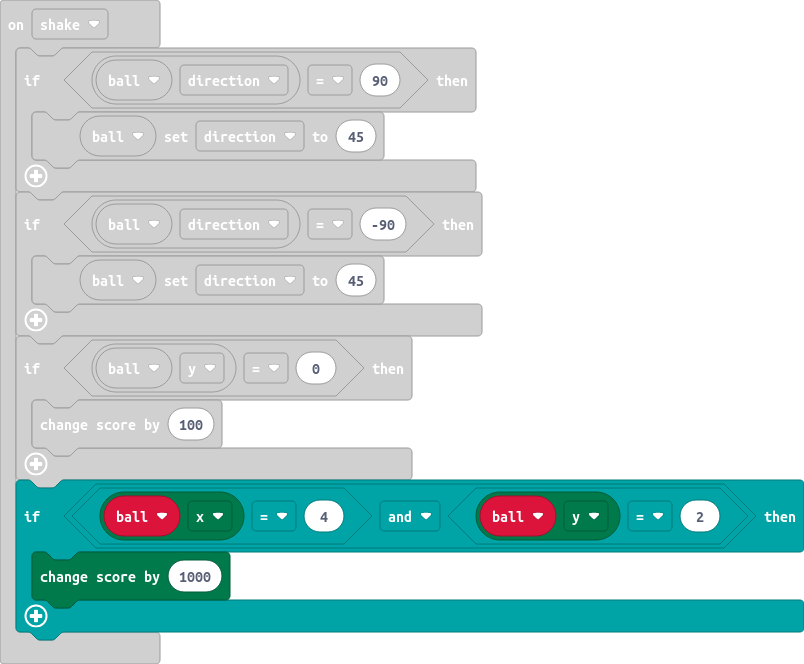 on shake
if ball direction = 90 then
ball set direction to 45
if ball direction = -90 then
ball set direction to 45
if ball y = 0 then
change score by 100
if ball x = 4 and ball y = 2 then
change score by 1000